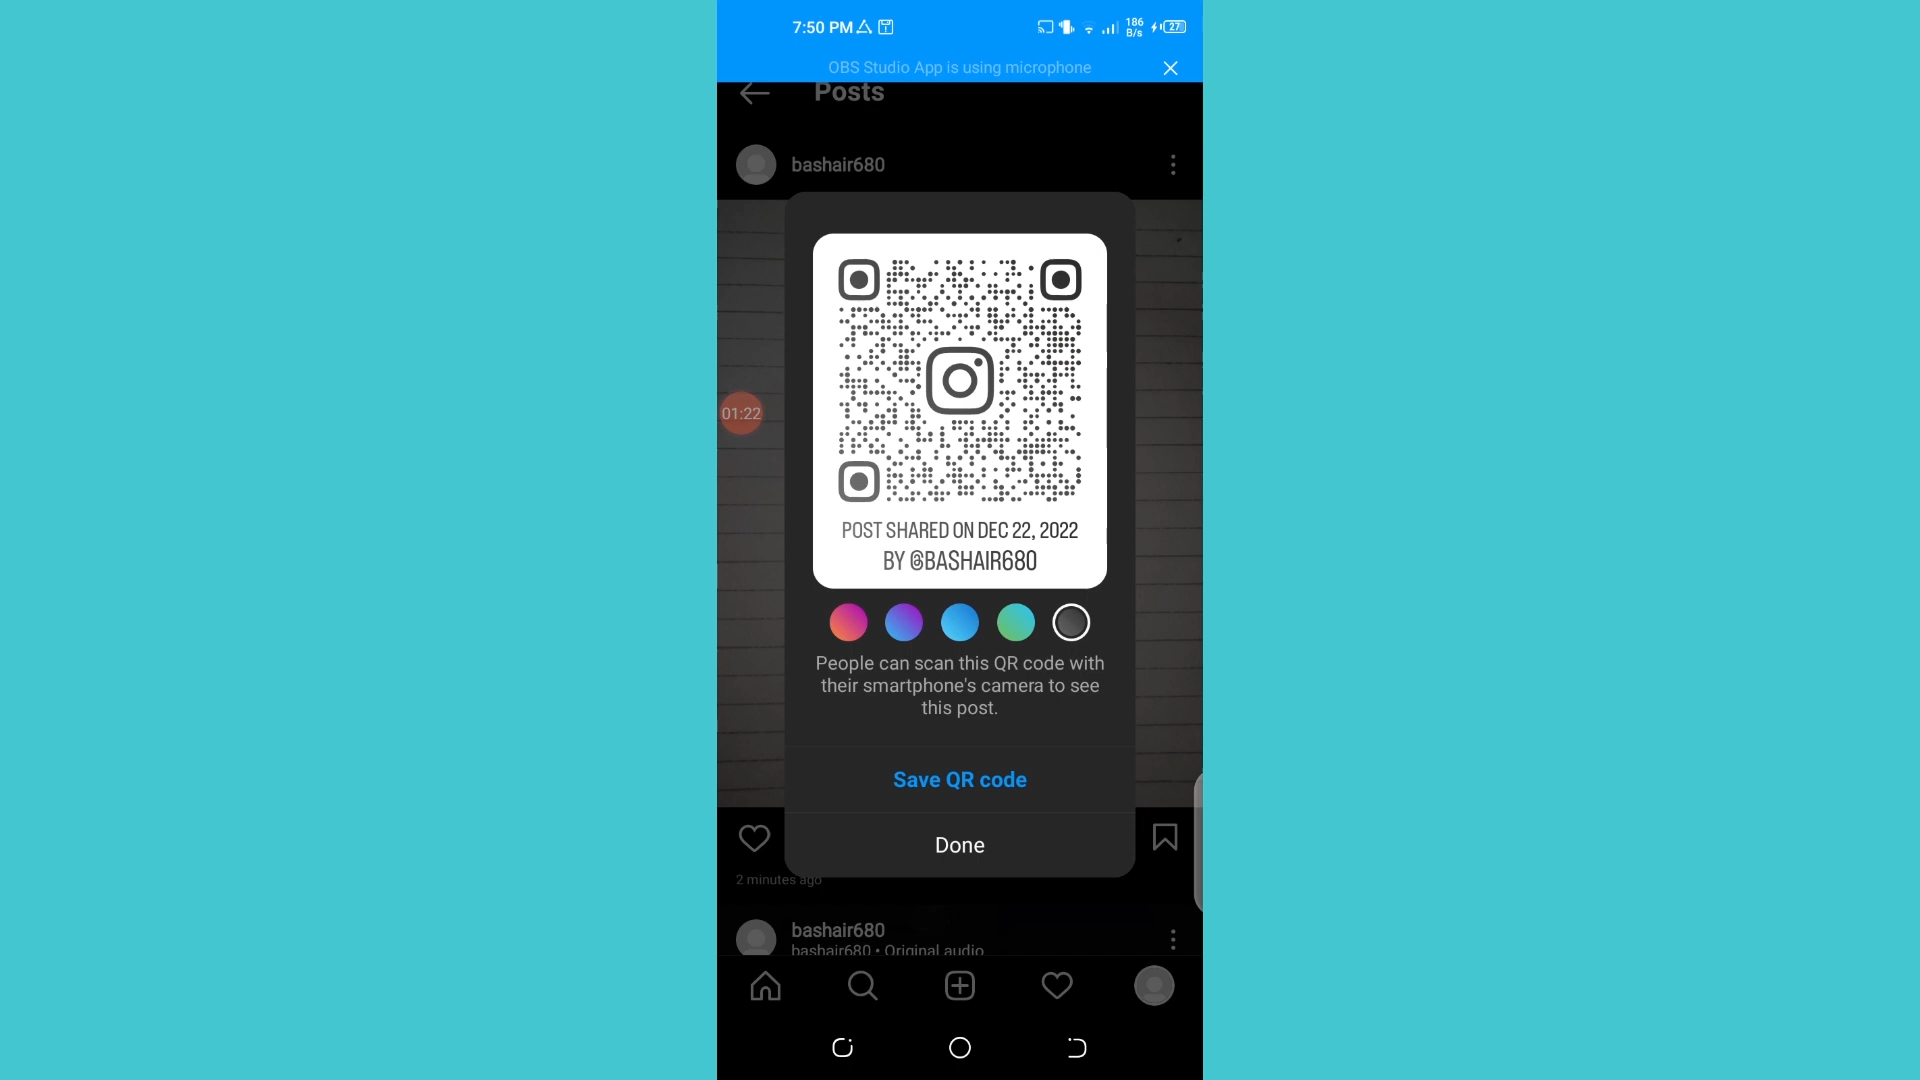 7:50 PM
186
B/s
27
OBS Studio App is using microphone
Posts
bashair680
01:22
POST SHARED ON DEC 22, 2022
BY @BASHAIR680
People can scan this QR code with
their smartphone's camera to see
this post.
Save QR code
Done
2 minutes ago
bashair680
bashair680 • Original audio